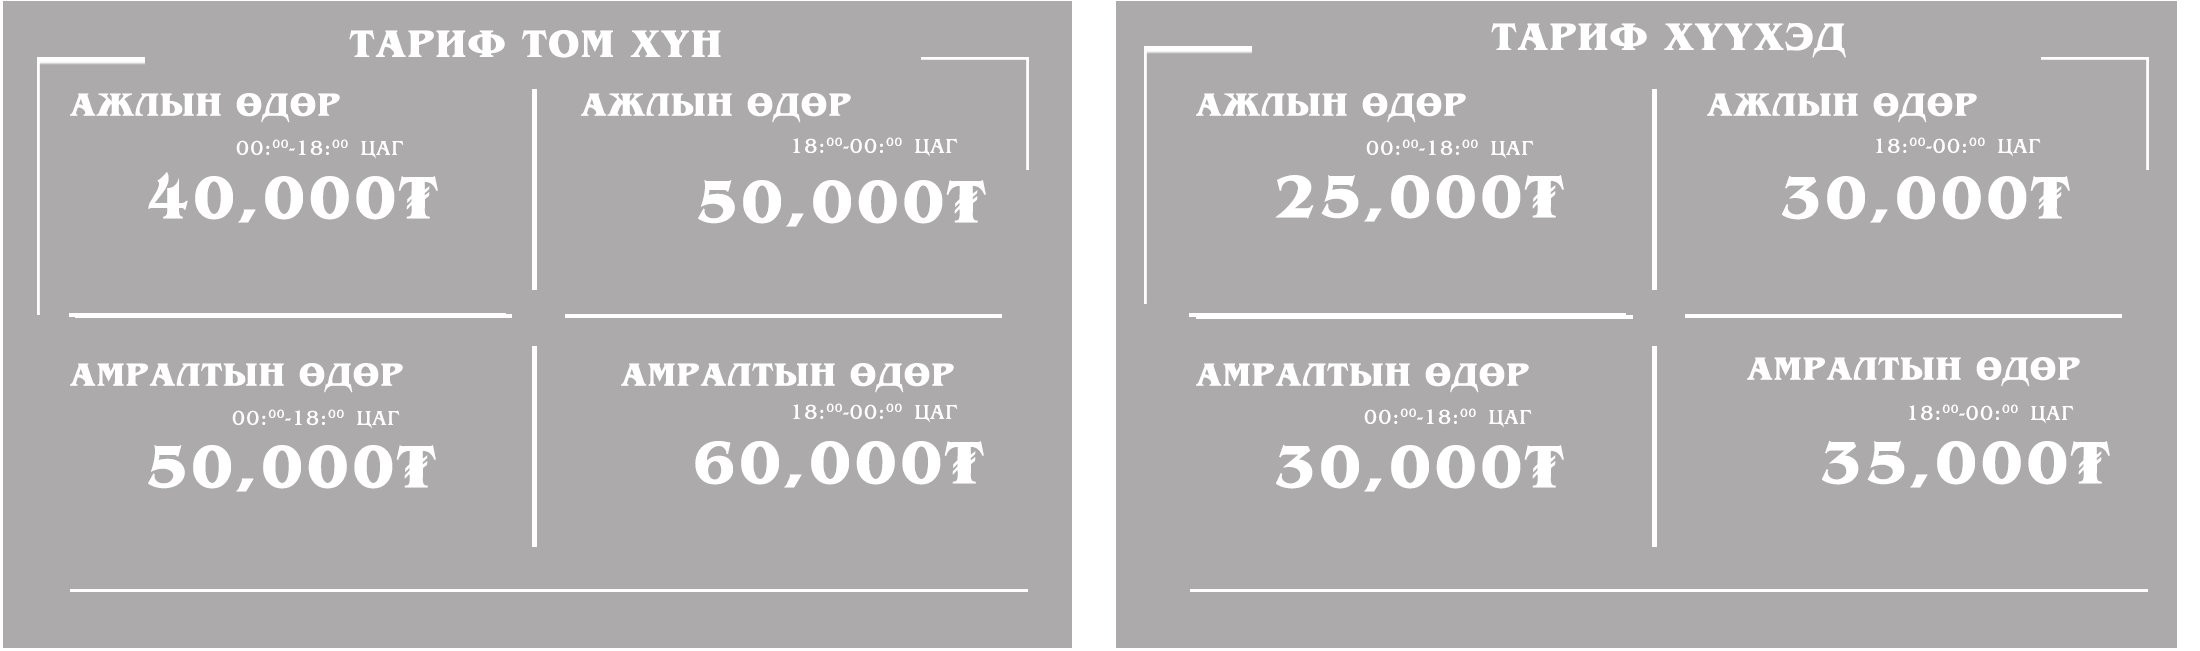 ТАРИФ ТОМ ХҮН
АЖЛЫН ӨДӨР
00:⁰⁰-18:⁰⁰ ЦАГ
40,000₮
АЖЛЫН ӨДӨР
18:⁰⁰-00:⁰⁰ ЦАГ
50,000₮
АМРАЛТЫН ӨДӨР
00:⁰⁰-18:⁰⁰ ЦАГ
50,000₮
АМРАЛТЫН ӨДӨР
18:⁰⁰-00:⁰⁰ ЦАГ
60,000₮
ТАРИФ ХҮҮХЭД
АЖЛЫН ӨДӨР
00:⁰⁰-18:⁰⁰ ЦАГ
25,000₮
АЖЛЫН ӨДӨР
18:⁰⁰-00:⁰⁰ ЦАГ
30,000₮
АМРАЛТЫН ӨДӨР
00:⁰⁰-18:⁰⁰ ЦАГ
30,000₮
АМРАЛТЫН ӨДӨР
18:⁰⁰-00:⁰⁰ ЦАГ
35,000₮